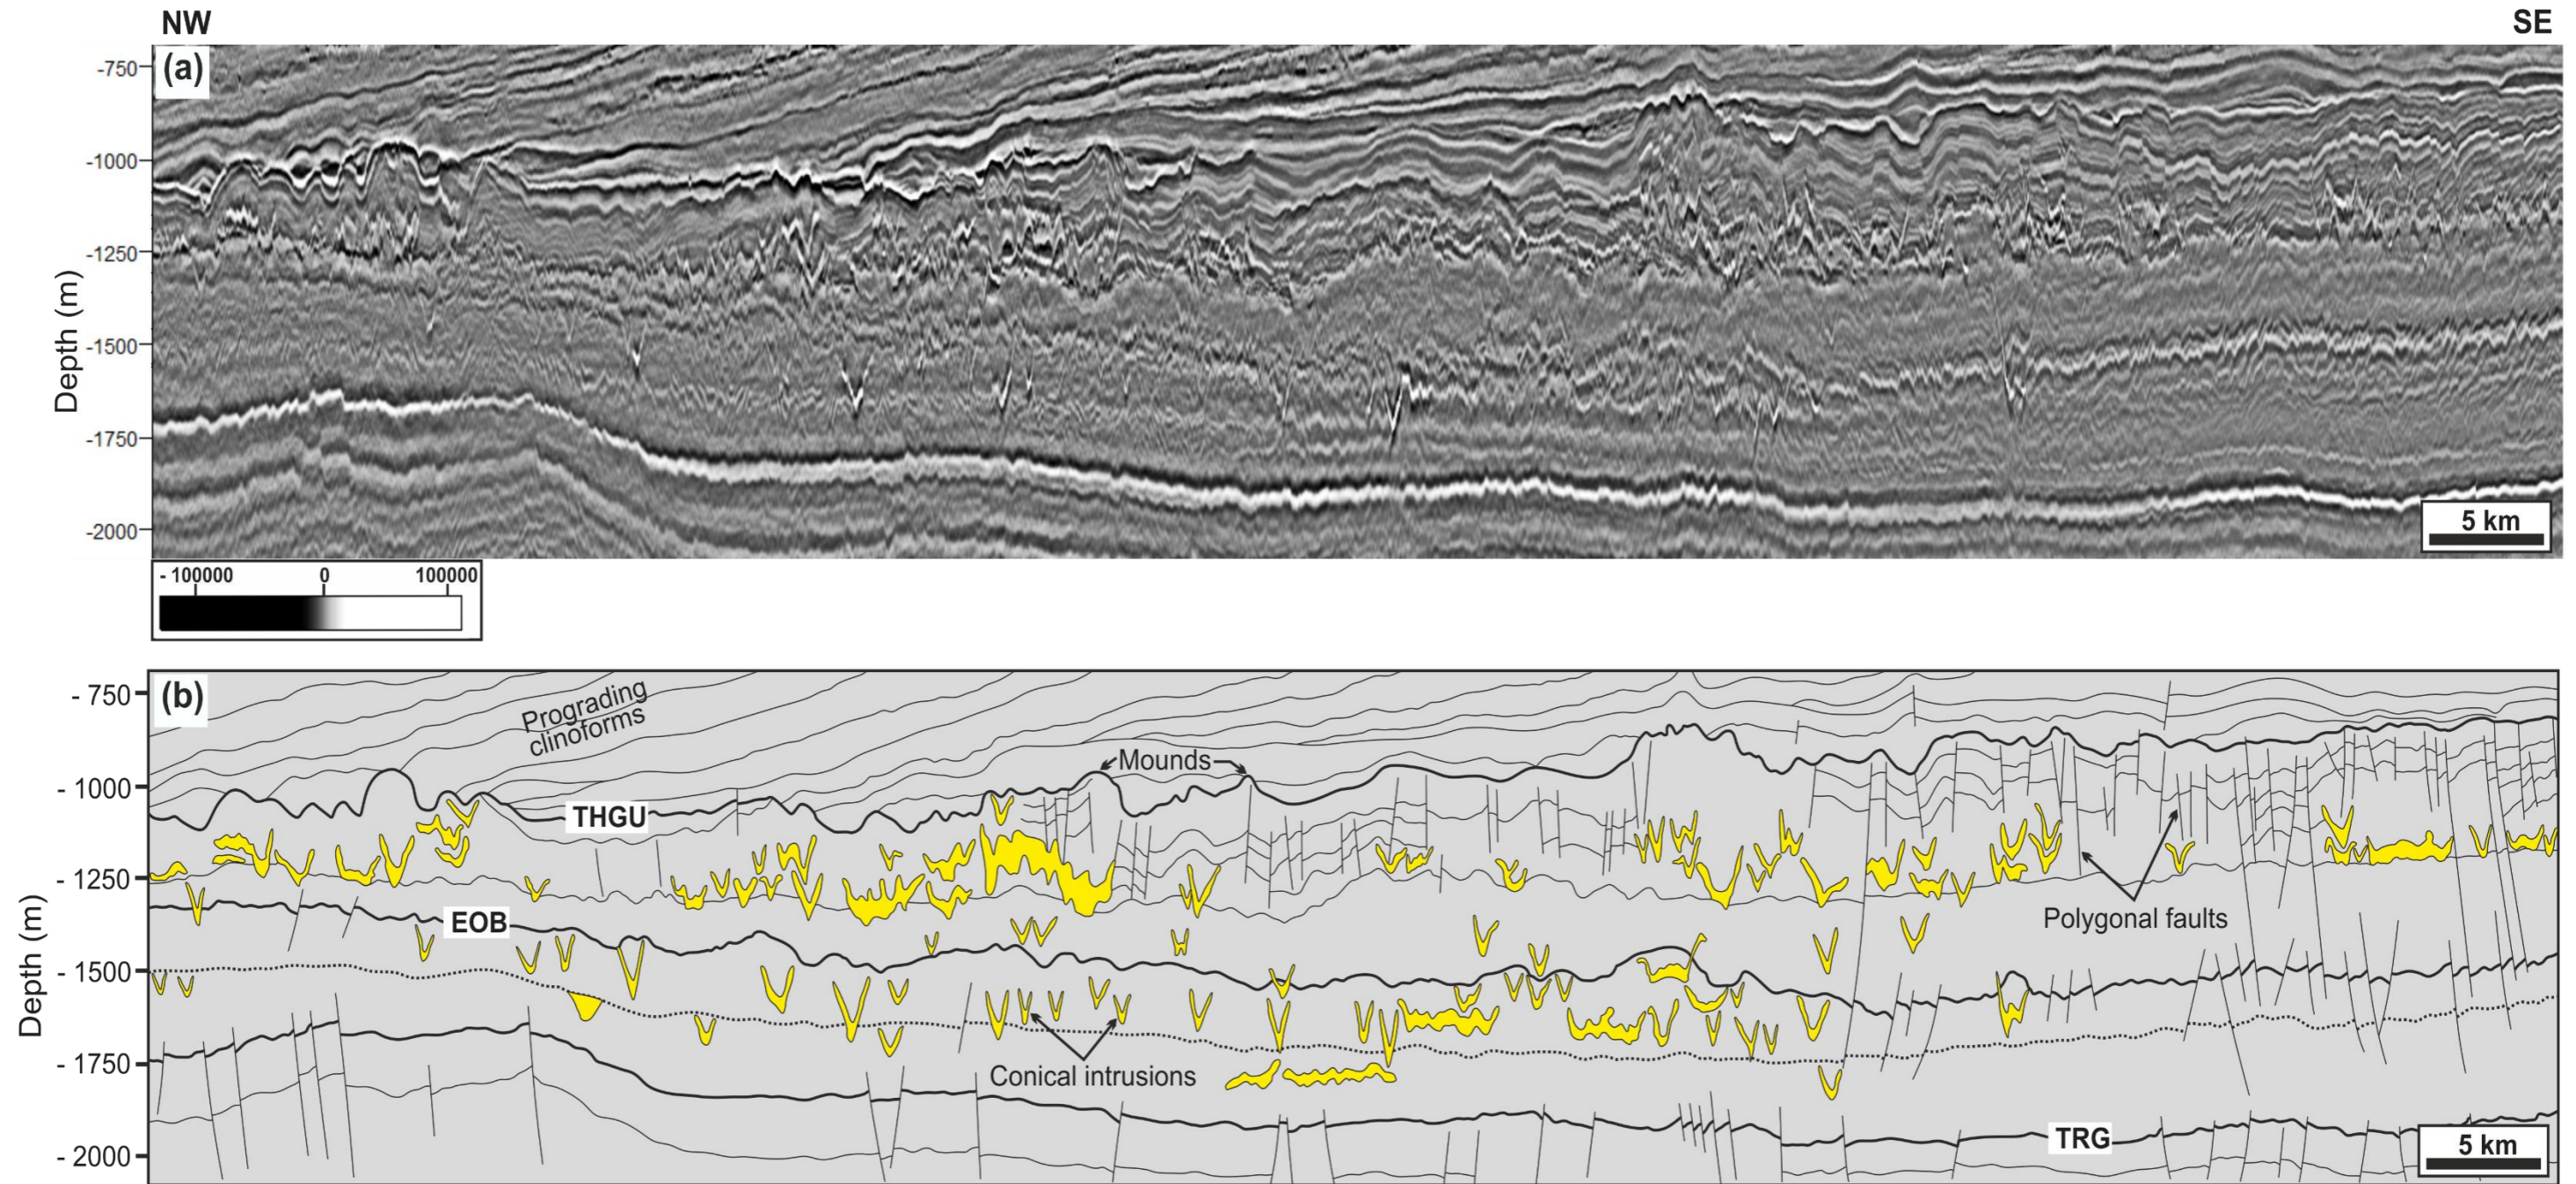 NW
SE
(a)
-750
-1000
-1250
-1500
-1750
-2000
Depth (m)
5 km
- 100000 0 100000
(b)
- 750
- 1000
- 1250
- 1500
- 1750
- 2000
Depth (m)
Prograding
clinoforms
Mounds
THGU
EOB
Polygonal faults
Conical intrusions
TRG
5 km